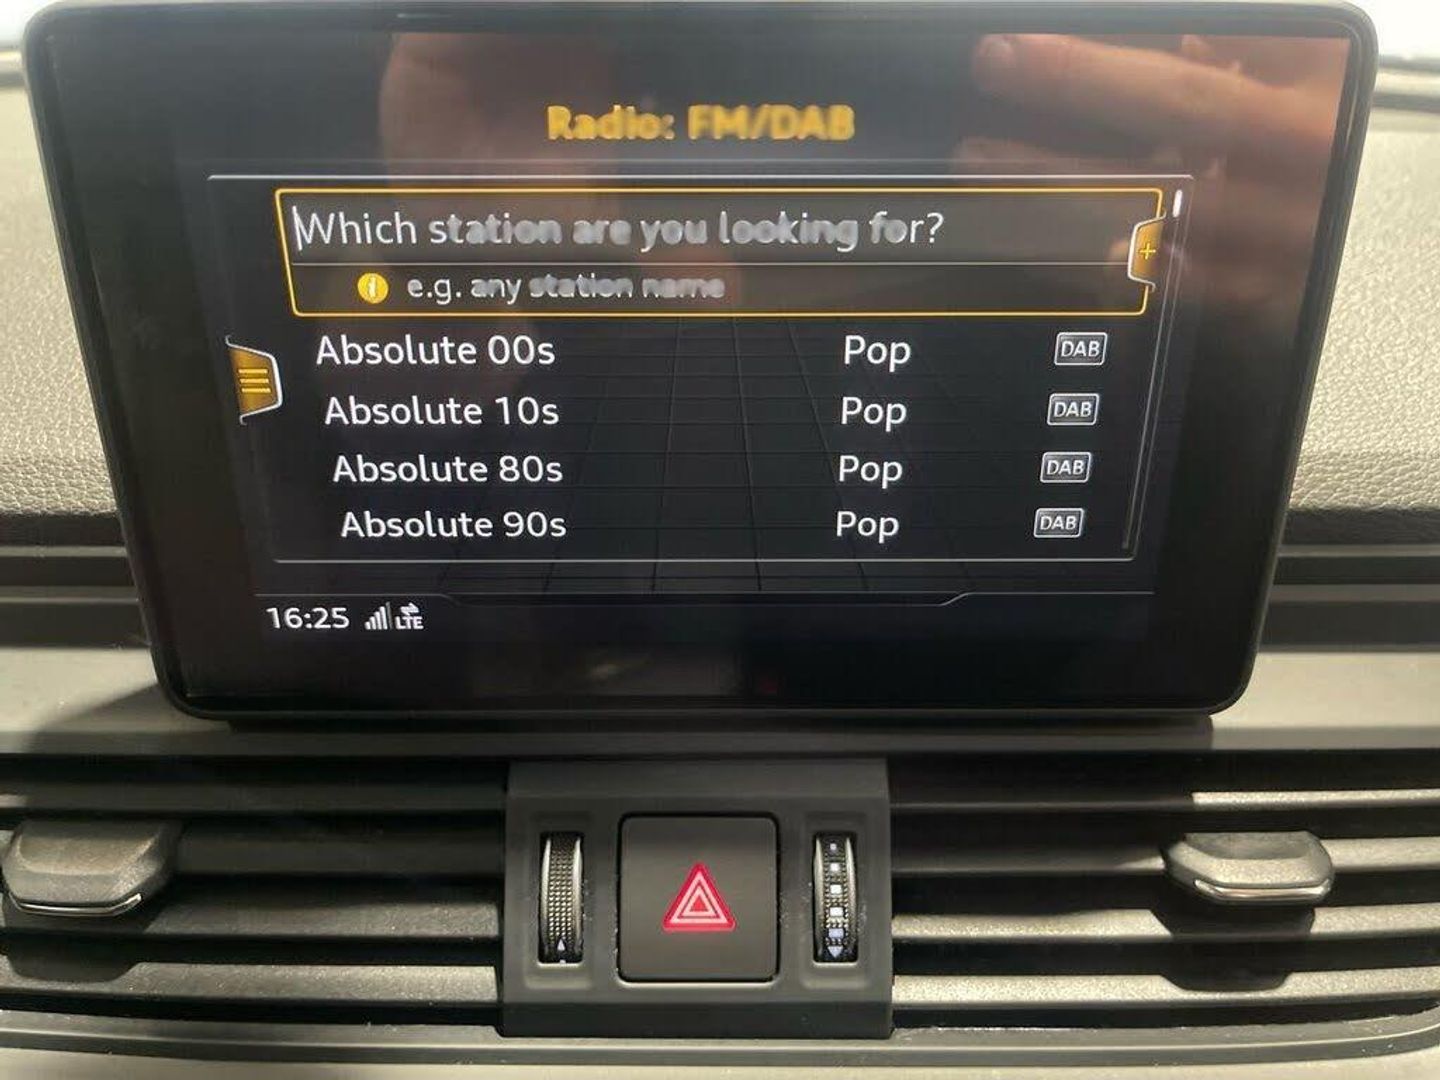 Radio: FM/DAB
Which station are you looking for?
e.g. any station name
Absolute 00s Pop DAB
Absolute 10s Pop DAB
Absolute 80s Pop DAB
Absolute 90s Pop DAB
16:25 LTE